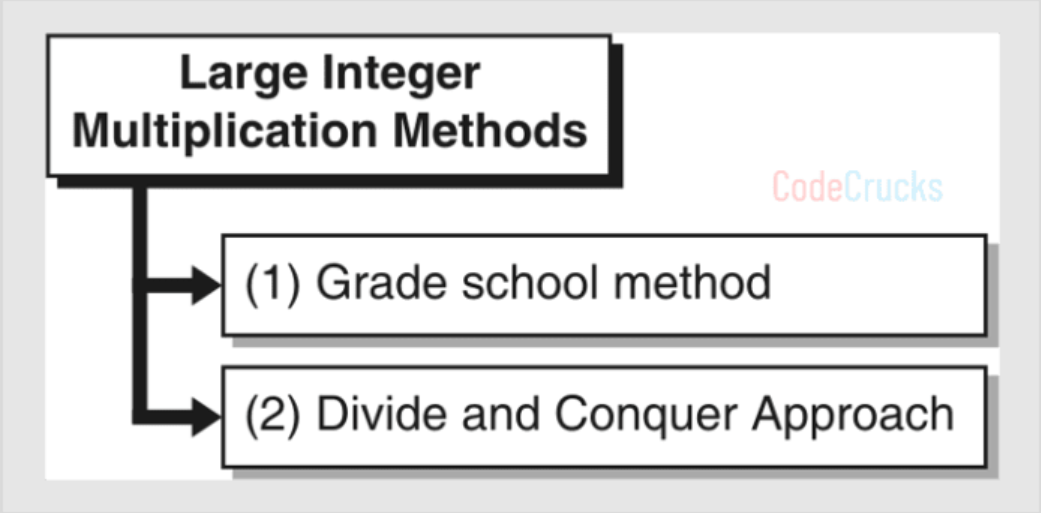 Large Integer
Multiplication Methods
CodeCrucks
(1) Grade school method
(2) Divide and Conquer Approach